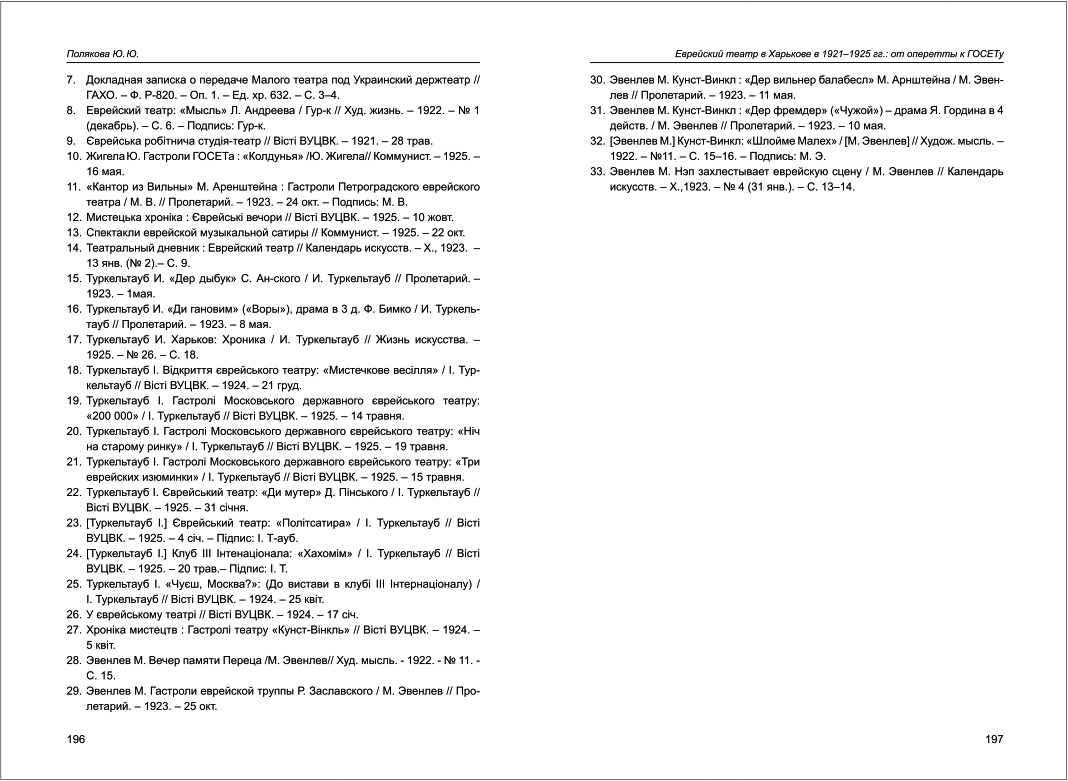 Полякова Ю. Ю.
7. Докладная записка о передаче Малого театра под Украинский держтеатр //
ГАХО. – Ф. Р-820. – Оп. 1. – Ед. хр. 632. – С. 3–4.
8. Еврейский театр: «Мысль» Л. Андреева / Гур-к // Худ. жизнь. – 1922. – № 1
(декабрь). – С. 6. – Подпись: Гур-к.
9. Єврейська робітнича студія-театр // Вісті ВУЦВК. – 1921. – 28 трав.
10. Жигела Ю. Гастроли ГОСЕТа : «Колдунья» /Ю. Жигела// Коммунист. – 1925. –
16 мая.
11. «Кантор из Вильны» М. Аренштейна : Гастроли Петроградского еврейского
театра / М. В. // Пролетарий. – 1923. – 24 окт. – Подпись: М. В.
12. Мистецька хроніка : Єврейські вечори // Вісті ВУЦВК. – 1925. – 10 жовт.
13. Спектакли еврейской музыкальной сатиры // Коммунист. – 1925. – 22 окт.
14. Театральный дневник : Еврейский театр // Календарь искусств. – Х., 1923. –
13 янв. (№ 2).– С. 9.
15. Туркельтауб И. «Дер дыбук» С. Ан-ского / И. Туркельтауб // Пролетарий. –
1923. – 1мая.
16. Туркельтауб И. «Ди гановим» («Воры»), драма в 3 д. Ф. Бимко / И. Туркель-
тауб // Пролетарий. – 1923. – 8 мая.
17. Туркельтауб И. Харьков: Хроника / И. Туркельтауб // Жизнь искусства. –
1925. – № 26. – С. 18.
18. Туркельтауб І. Відкриття єврейського театру: «Мистечкове весілля» / І. Тур-
кельтауб // Вісті ВУЦВК. – 1924. – 21 груд.
19. Туркельтауб І. Гастролі Московського державного єврейського театру:
«200 000» / І. Туркельтауб // Вісті ВУЦВК. – 1925. – 14 травня.
20. Туркельтауб І. Гастролі Московського державного єврейського театру: «Ніч
на старому ринку» / І. Туркельтауб // Вісті ВУЦВК. – 1925. – 19 травня.
21. Туркельтауб І. Гастролі Московського державного єврейського театру: «Три
еврейских изюминки» / І. Туркельтауб // Вісті ВУЦВК. – 1925. – 15 травня.
22. Туркельтауб І. Єврейський театр: «Ди мутер» Д. Пінського / І. Туркельтауб //
Вісті ВУЦВК. – 1925. – 31 січня.
23. [Туркельтауб І.] Єврейський театр: «Політсатира» / І. Туркельтауб // Вісті
ВУЦВК. – 1925. – 4 січ. – Підпис: І. Т-ауб.
24. [Туркельтауб І.] Клуб ІІІ Інтенаціонала: «Хахомім» / І. Туркельтауб // Вісті
ВУЦВК. – 1925. – 20 трав.– Підпис: І. Т.
25. Туркельтауб І. «Чуєш, Москва?»: (До вистави в клубі ІІІ Інтернаціоналу) /
І. Туркельтауб // Вісті ВУЦВК. – 1924. – 25 квіт.
26. У єврейському театрі // Вісті ВУЦВК. – 1924. – 17 січ.
27. Хроніка мистецтв : Гастролі театру «Кунст-Вінкль» // Вісті ВУЦВК. – 1924. –
5 квіт.
28. Эвенлев М. Вечер памяти Переца /М. Эвенлев// Худ. мысль. - 1922. - № 11. -
С. 15.
29. Эвенлев М. Гастроли еврейской труппы Р. Заславского / М. Эвенлев // Про-
летарий. – 1923. – 25 окт.
196
Еврейский театр в Харькове в 1921–1925 гг.: от оперетты к ГОСЕТу
30. Эвенлев М. Кунст-Винкл : «Дер вильнер балабесл» М. Арнштейна / М. Эвен-
лев // Пролетарий. – 1923. – 11 мая.
31. Эвенлев М. Кунст-Винкл : «Дер фремдер» («Чужой») – драма Я. Гордина в 4
действ. / М. Эвенлев // Пролетарий. – 1923. – 10 мая.
32. [Эвенлев М.] Кунст-Винкл: «Шлойме Малех» / [М. Эвенлев] // Худож. мысль. –
1922. – №11. – С. 15–16. – Подпись: М. Э.
33. Эвенлев М. Нэп захлестывает еврейскую сцену / М. Эвенлев // Календарь
искусств. – Х.,1923. – № 4 (31 янв.). – С. 13–14.
197